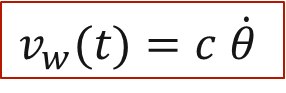 v_w(t) = c θ̇